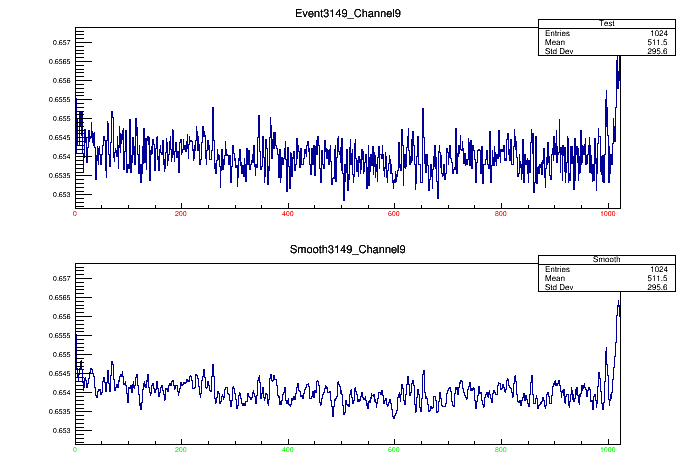 Event3149_Channel9
Test
Entries 1024
Mean 511.5
Std Dev 295.6
0.657
0.6565
0.656
0.6555
0.655
0.6545
0.654
0.6535
0.653
0 200 400 600 800 1000
Smooth3149_Channel9
Smooth
Entries 1024
Mean 511.5
Std Dev 295.6
0.657
0.6565
0.656
0.6555
0.655
0.6545
0.654
0.6535
0.653
0 200 400 600 800 1000